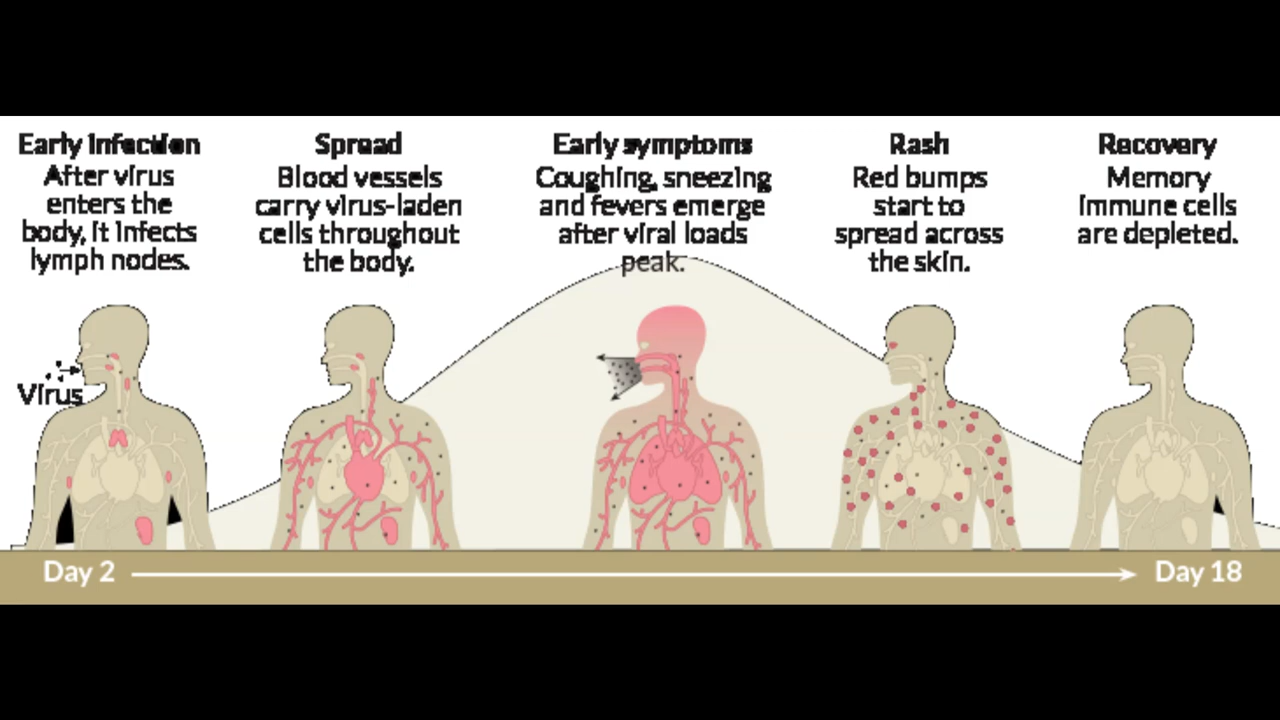 Early infection
After virus
enters the
body, it infects
lymph nodes.
Spread
Blood vessels
carry virus-laden
cells throughout
the body.
Early symptoms
Coughing, sneezing
and fevers emerge
after viral loads
peak.
Rash
Red bumps
start to
spread across
the skin.
Recovery
Memory
immune cells
are depleted.
Virus
Day 2
Day 18